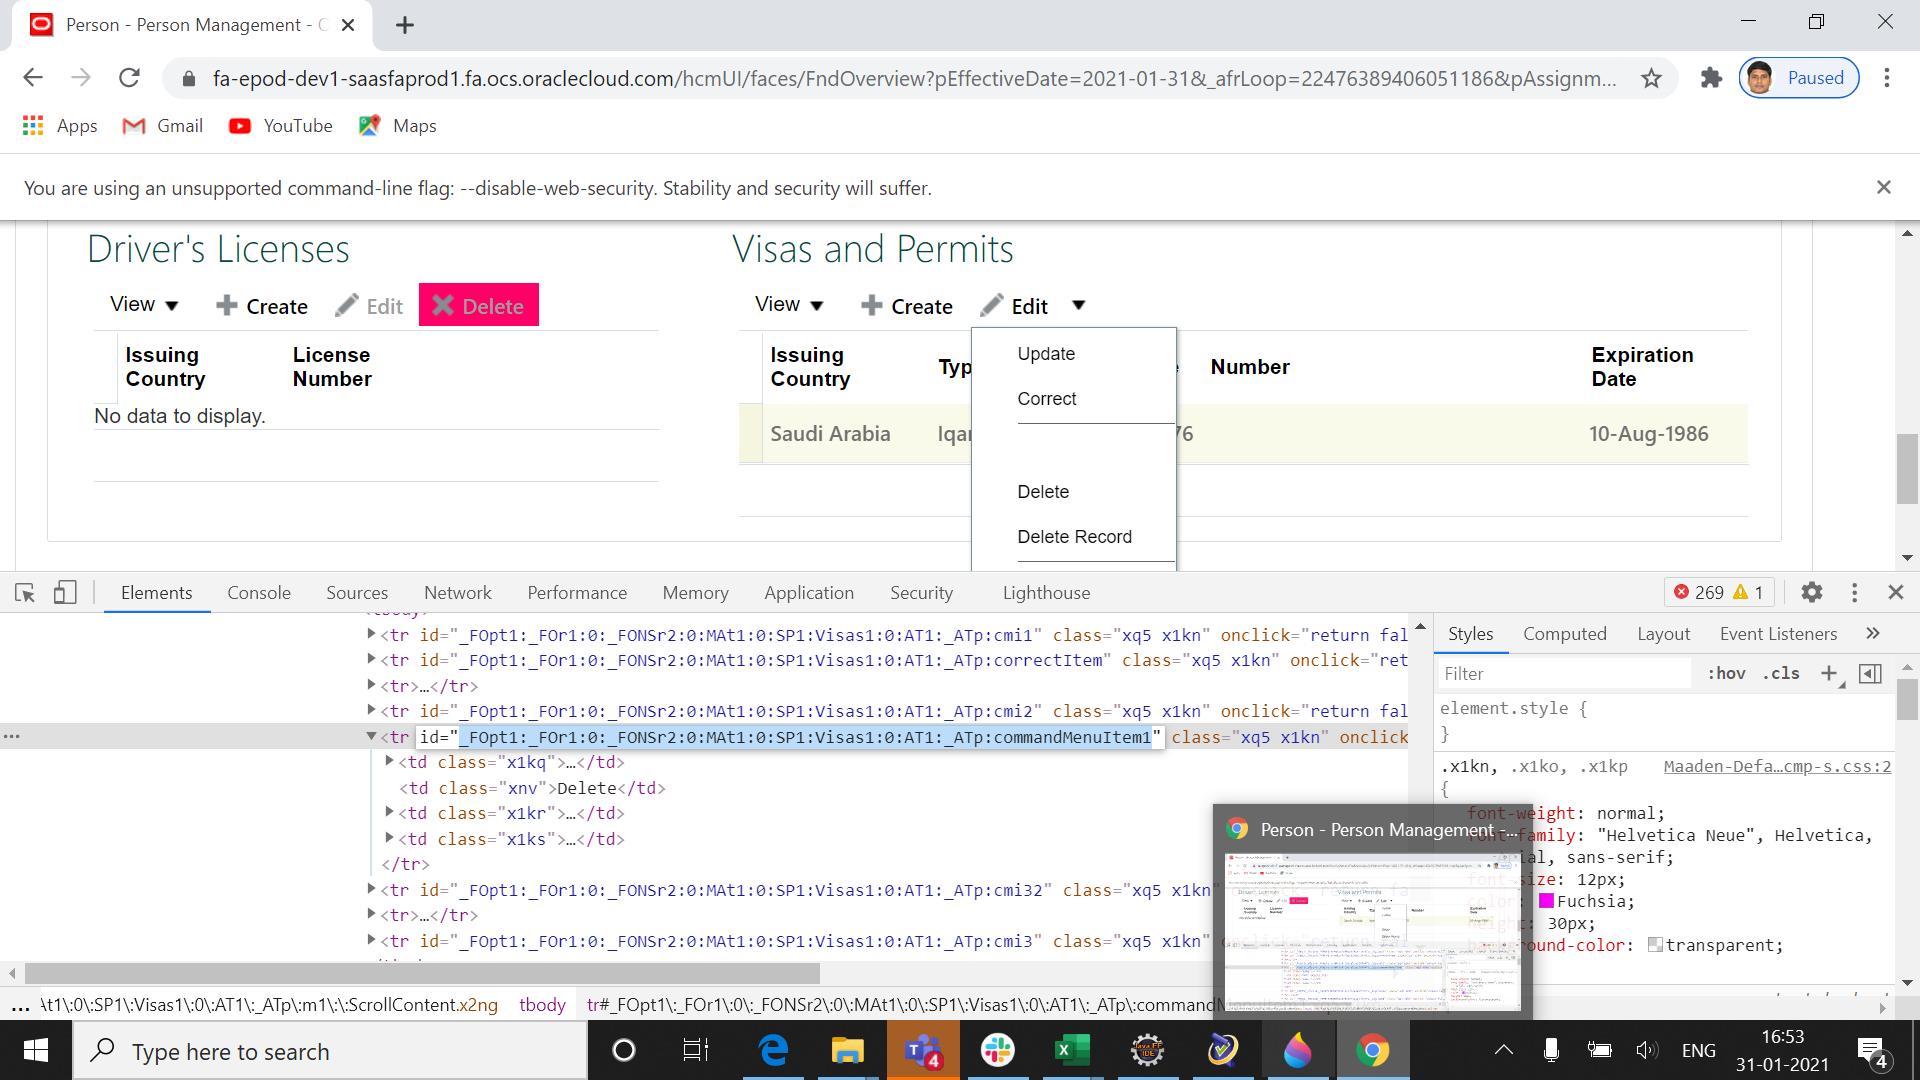 Person - Person Management - O
fa-epod-dev1-saasfaprod1.fa.ocs.oraclecloud.com/hcmUI/faces/FndOverview?pEffectiveDate=2021-01-31&_afrLoop=22476389406051186&pAssignm...
Paused
Apps Gmail YouTube Maps
You are using an unsupported command-line flag: --disable-web-security. Stability and security will suffer.
Driver's Licenses
View Create Edit Delete
Issuing Country License Number
No data to display.
Visas and Permits
View Create Edit
Issuing Country Typ Number Expiration Date
Saudi Arabia Iqa 76 10-Aug-1986
Update
Correct
Delete
Delete Record
Elements Console Sources Network Performance Memory Application Security Lighthouse 269 1
<tr id="_FOpt1:_FOr1:0:_FONSr2:0:MAt1:0:SP1:Visas1:0:AT1:_ATp:cmi1" class="xq5 x1kn" onclick="return fal
<tr id="_FOpt1:_FOr1:0:_FONSr2:0:MAt1:0:SP1:Visas1:0:AT1:_ATp:correctItem" class="xq5 x1kn" onclick="ret
<tr>…</tr>
<tr id="_FOpt1:_FOr1:0:_FONSr2:0:MAt1:0:SP1:Visas1:0:AT1:_ATp:cmi2" class="xq5 x1kn" onclick="return fal
<tr id="_FOpt1:_FOr1:0:_FONSr2:0:MAt1:0:SP1:Visas1:0:AT1:_ATp:commandMenuItem1" class="xq5 x1kn" onclick
<td class="x1kq">…</td>
<td class="xnv">Delete</td>
<td class="x1kr">…</td>
<td class="x1ks">…</td>
</tr>
<tr id="_FOpt1:_FOr1:0:_FONSr2:0:MAt1:0:SP1:Visas1:0:AT1:_ATp:cmi32" class="xq5 x1kn"
<tr>…</tr>
<tr id="_FOpt1:_FOr1:0:_FONSr2:0:MAt1:0:SP1:Visas1:0:AT1:_ATp:cmi3" class="xq5 x1kn"
... \t1\:0\:SP1\:Visas1\:0\:AT1\:_ATp\:m1\:\:ScrollContent.x2ng tbody tr#_FOpt1\:_FOr1\:0\:_FONSr2\:0\:MAt1\:0\:SP1\:Visas1\:0\:AT1\:_ATp\:comman
Styles Computed Layout Event Listeners
Filter :hov .cls
element.style {
}
.x1kn, .x1ko, .x1kp Maaden-Defa…cmp-s.css:2
{
font-weight: normal;
font-family: "Helvetica Neue", Helvetica,
ial, sans-serif;
font-size: 12px;
color: Fuchsia;
height: 30px;
background-color: transparent;
Person - Person Management -...
Type here to search
4
Java EE IDE
ENG
16:53
31-01-2021
4